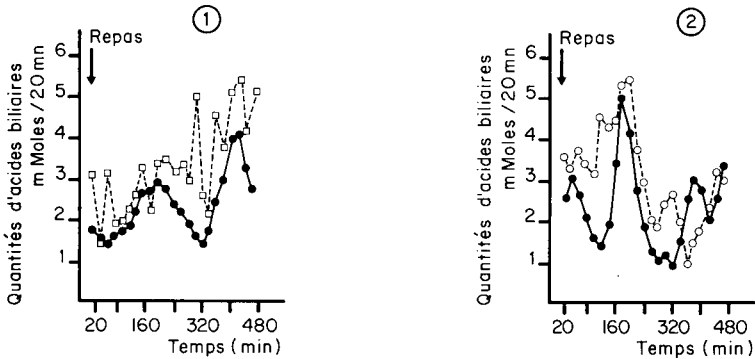 1
Repas
Quantités d'acides biliaires
m Moles / 20 mn
6
5
4
3
2
1
20 160 320 480
Temps (min)
2
Repas
Quantités d'acides biliaires
m Moles / 20 mn
6
5
4
3
2
1
20 160 320 480
Temps (min)